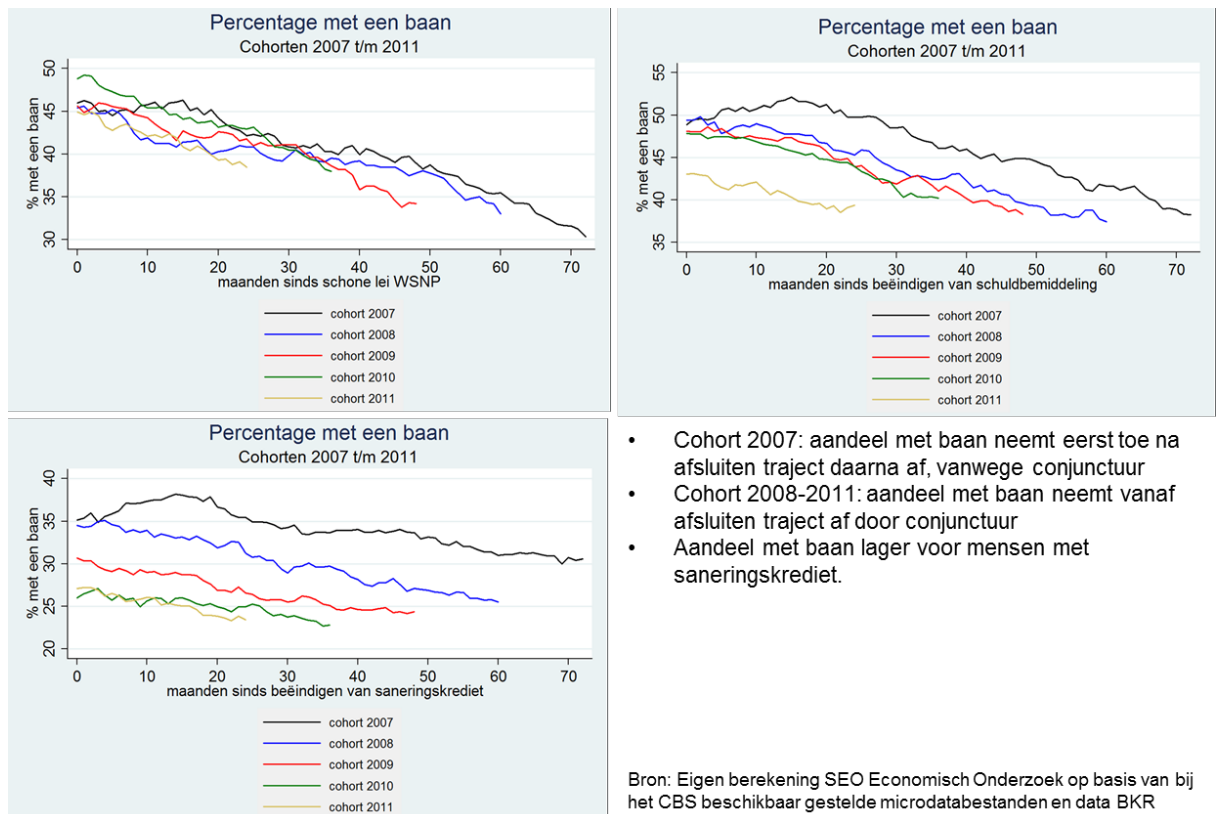 Percentage met een baan
Cohorten 2007 t/m 2011
% met een baan
50
45
40
35
30
0 10 20 30 40 50 60 70
maanden sinds schone lei WSNP
cohort 2007
cohort 2008
cohort 2009
cohort 2010
cohort 2011
Percentage met een baan
Cohorten 2007 t/m 2011
% met een baan
55
50
45
40
35
0 10 20 30 40 50 60 70
maanden sinds beëindigen van schuldbemiddeling
cohort 2007
cohort 2008
cohort 2009
cohort 2010
cohort 2011
Percentage met een baan
Cohorten 2007 t/m 2011
% met een baan
40
35
30
25
20
0 10 20 30 40 50 60 70
maanden sinds beëindigen van saneringskrediet
cohort 2007
cohort 2008
cohort 2009
cohort 2010
cohort 2011
• Cohort 2007: aandeel met baan neemt eerst toe na
afsluiten traject daarna af, vanwege conjunctuur
• Cohort 2008-2011: aandeel met baan neemt vanaf
afsluiten traject af door conjunctuur
• Aandeel met baan lager voor mensen met
saneringskrediet.
Bron: Eigen berekening SEO Economisch Onderzoek op basis van bij
het CBS beschikbaar gestelde microdatabestanden en data BKR